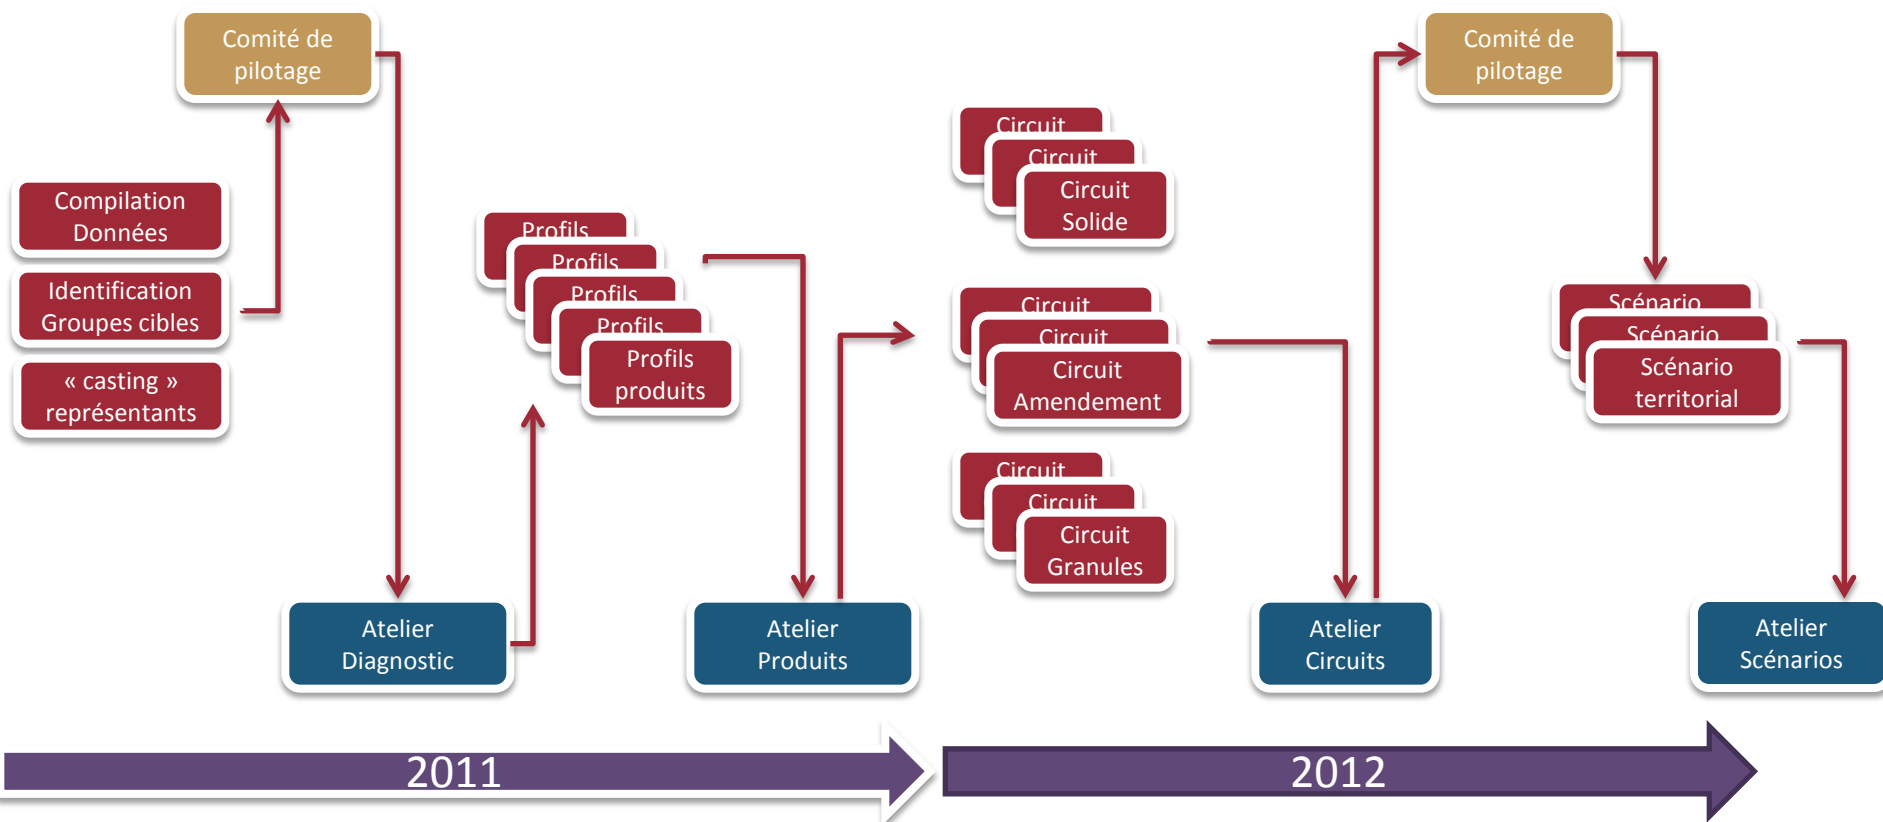 Comité de
pilotage
Compilation
Données
Identification
Groupes cibles
« casting »
représentants
Atelier
Diagnostic
Profils
Profils
Profils
Profils
Profils
produits
Atelier
Produits
Circuit
Circuit
Circuit
Solide
Circuit
Circuit
Circuit
Amendement
Circuit
Circuit
Circuit
Granules
Atelier
Circuits
Comité de
pilotage
Scénario
Scénario
Scénario
territorial
Atelier
Scénarios
2011
2012